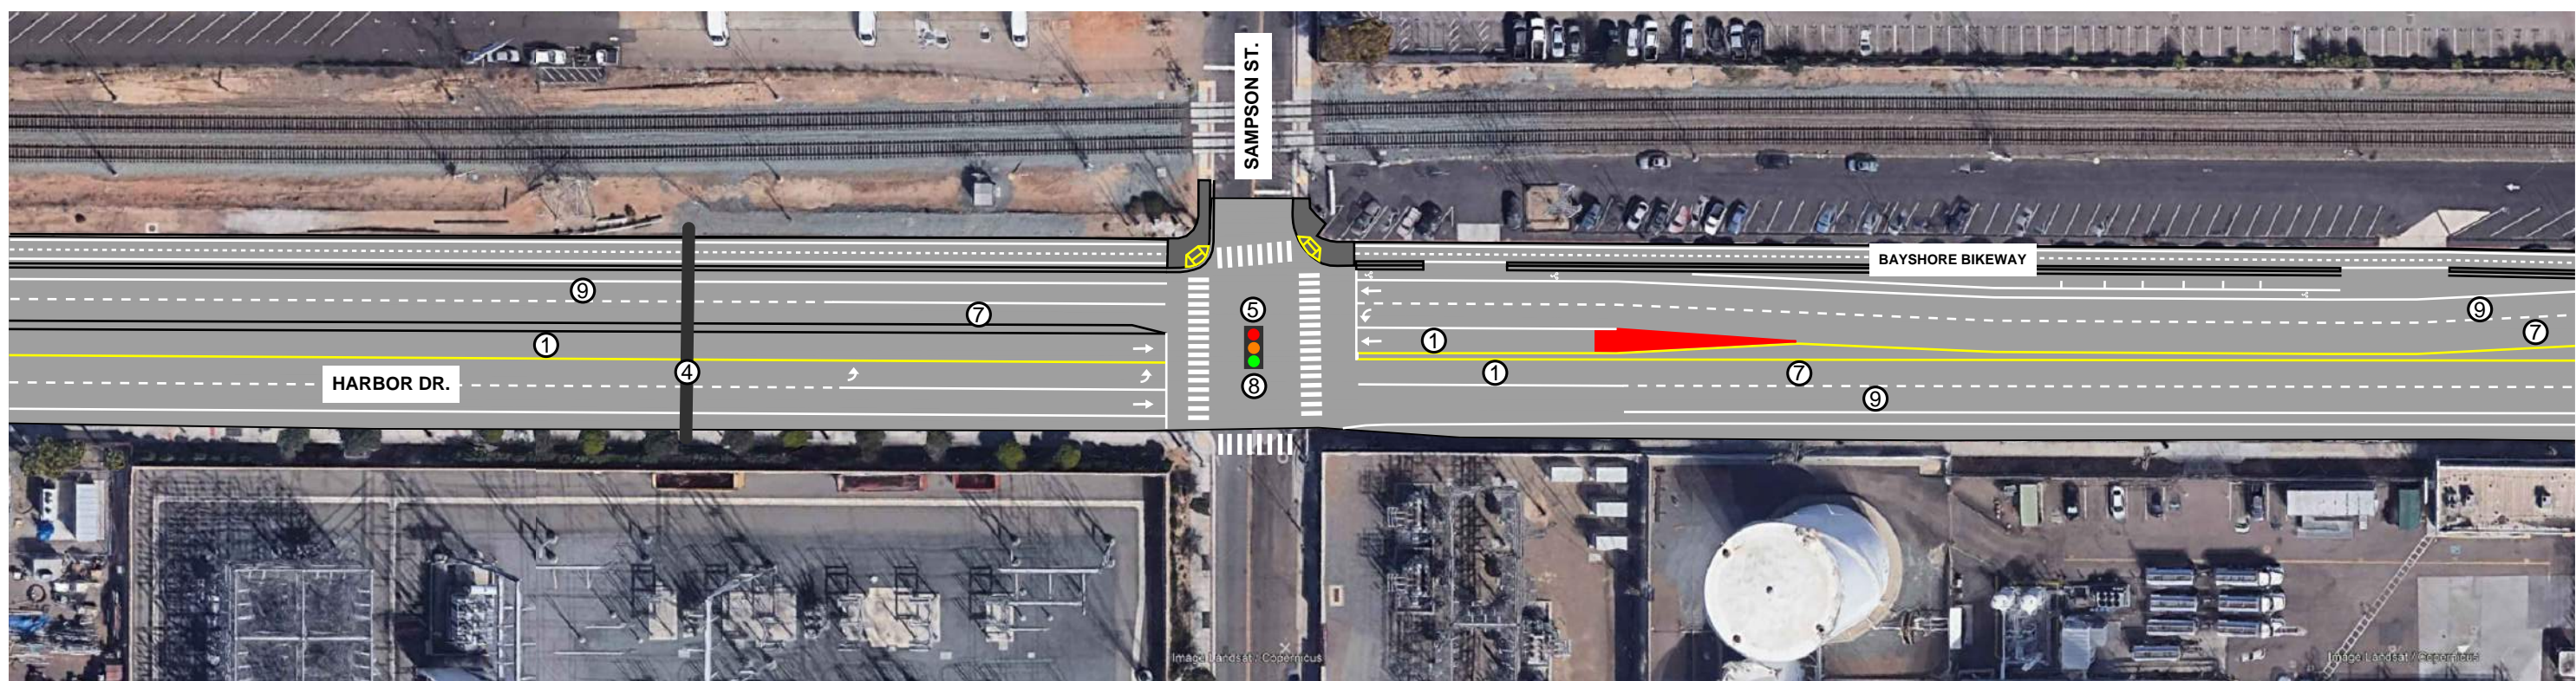 SAMPSON ST.
BAYSHORE BIKEWAY
9
7
5
9
7
1
1
4
HARBOR DR.
8
1
7
9
Image Landsat / Copernicus
Image Landsat / Copernicus